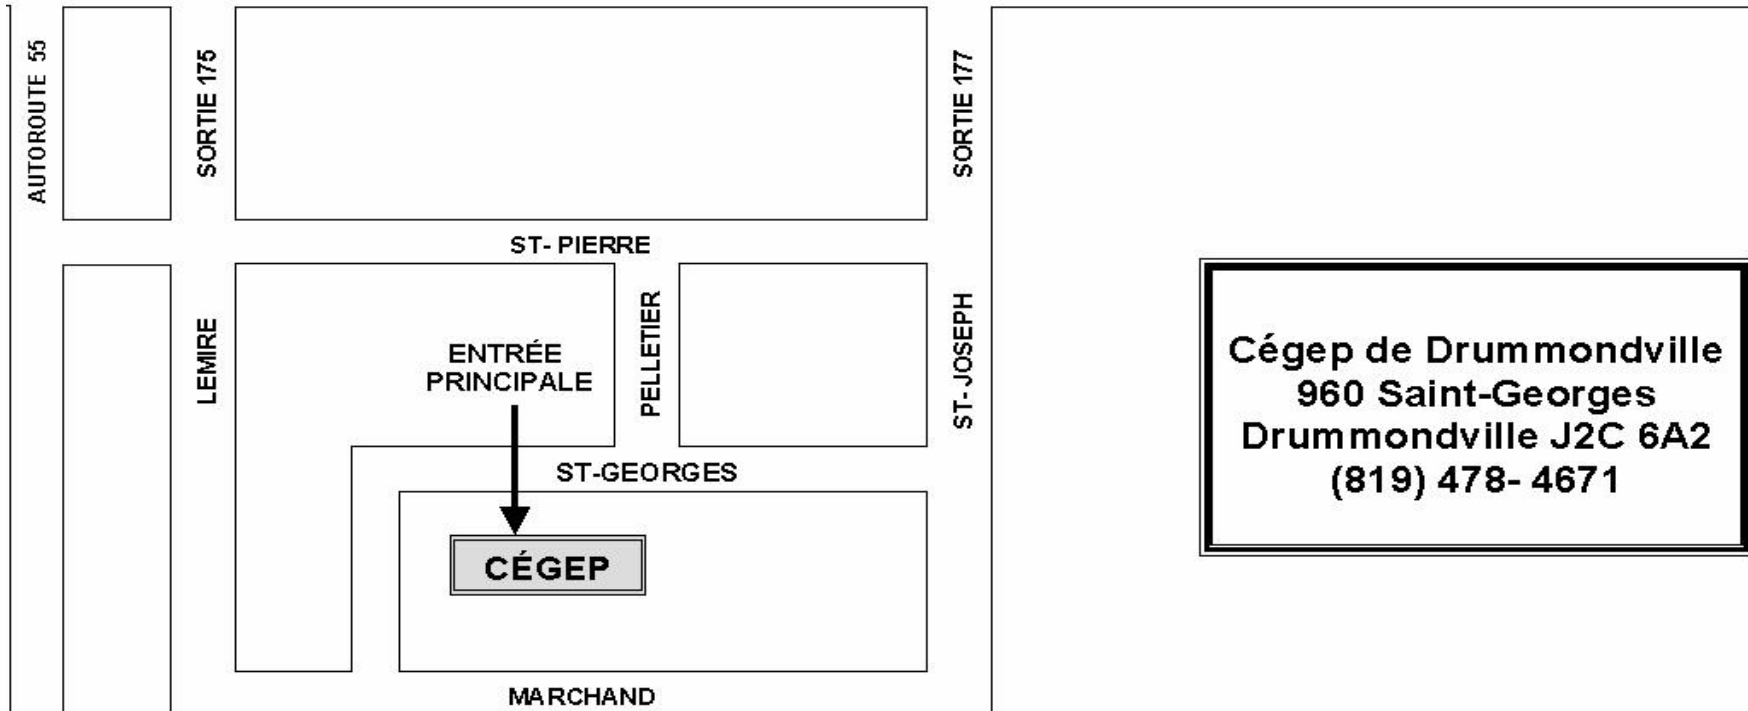 AUTOROUTE 55
SORTIE 175
SORTIE 177
ST- PIERRE
LEMIRE
ENTRÉE
PRINCIPALE
PELLETIER
ST- JOSEPH
ST-GEORGES
CÉGEP
MARCHAND
Cégep de Drummondville
960 Saint-Georges
Drummondville J2C 6A2
(819) 478- 4671